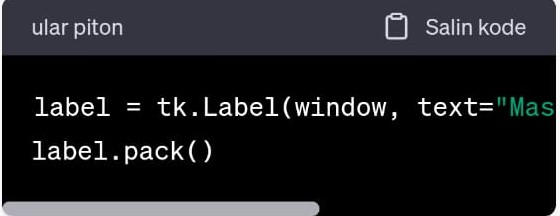 ular piton
Salin kode
label = tk.Label(window, text="Mas
label.pack()